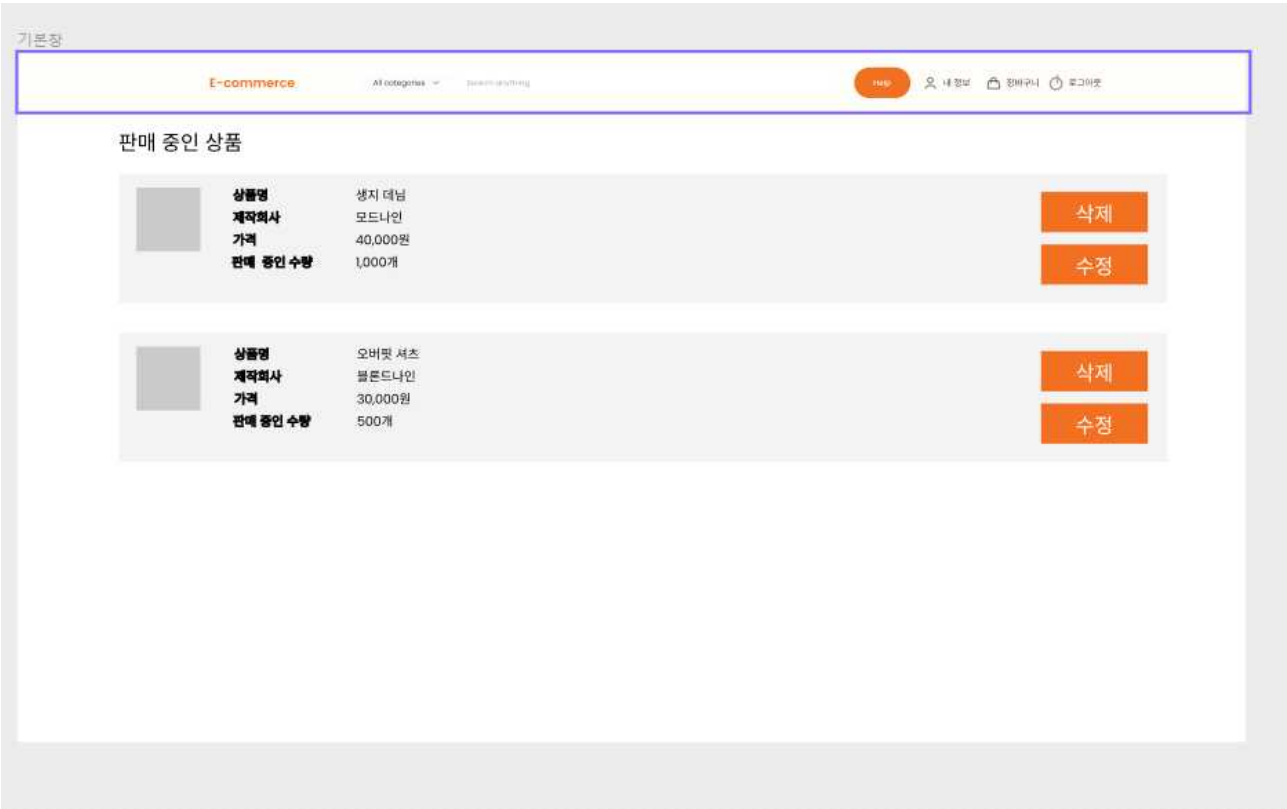 기본창
E-commerce All categories Search anything Help 내 정보 장바구니 로그아웃
판매 중인 상품
상품명 생지 데님
제작회사 모드나인
가격 40,000원
판매 중인 수량 1,000개
삭제
수정
상품명 오버핏 셔츠
제작회사 블론드나인
가격 30,000원
판매 중인 수량 500개
삭제
수정